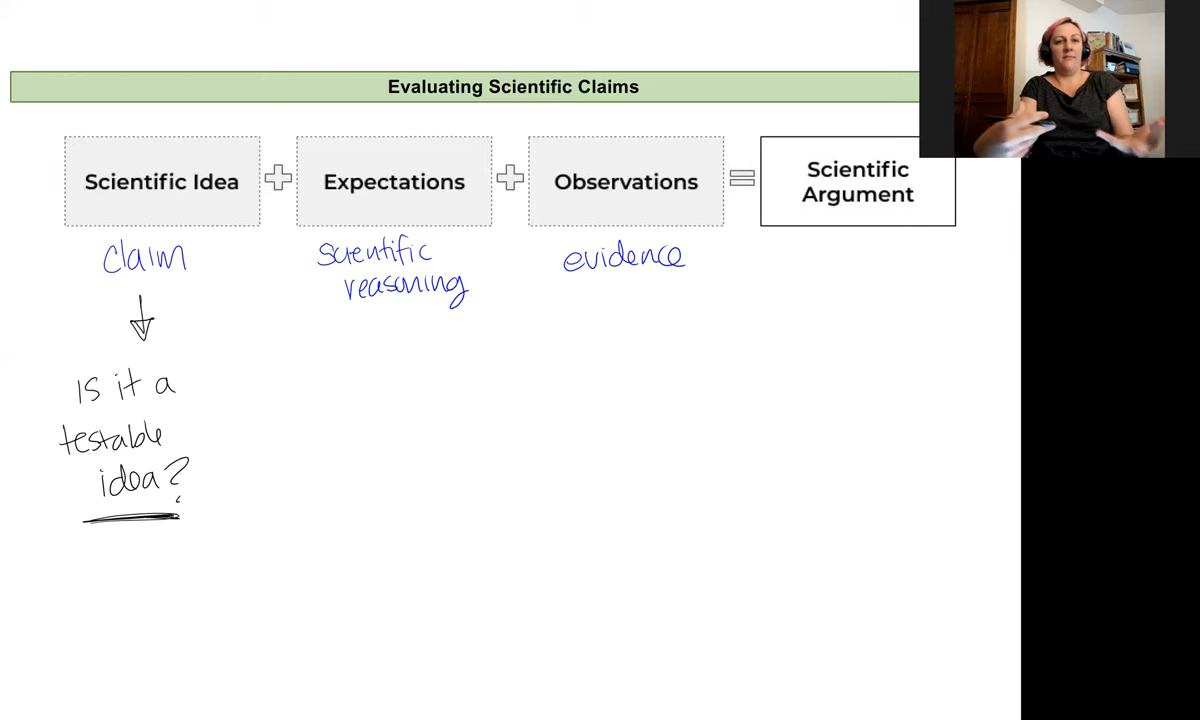 Evaluating Scientific Claims
Scientific Idea + Expectations + Observations = Scientific
Argument
claim
scientific
reasoning
evidence
Is it a
testable
idea?